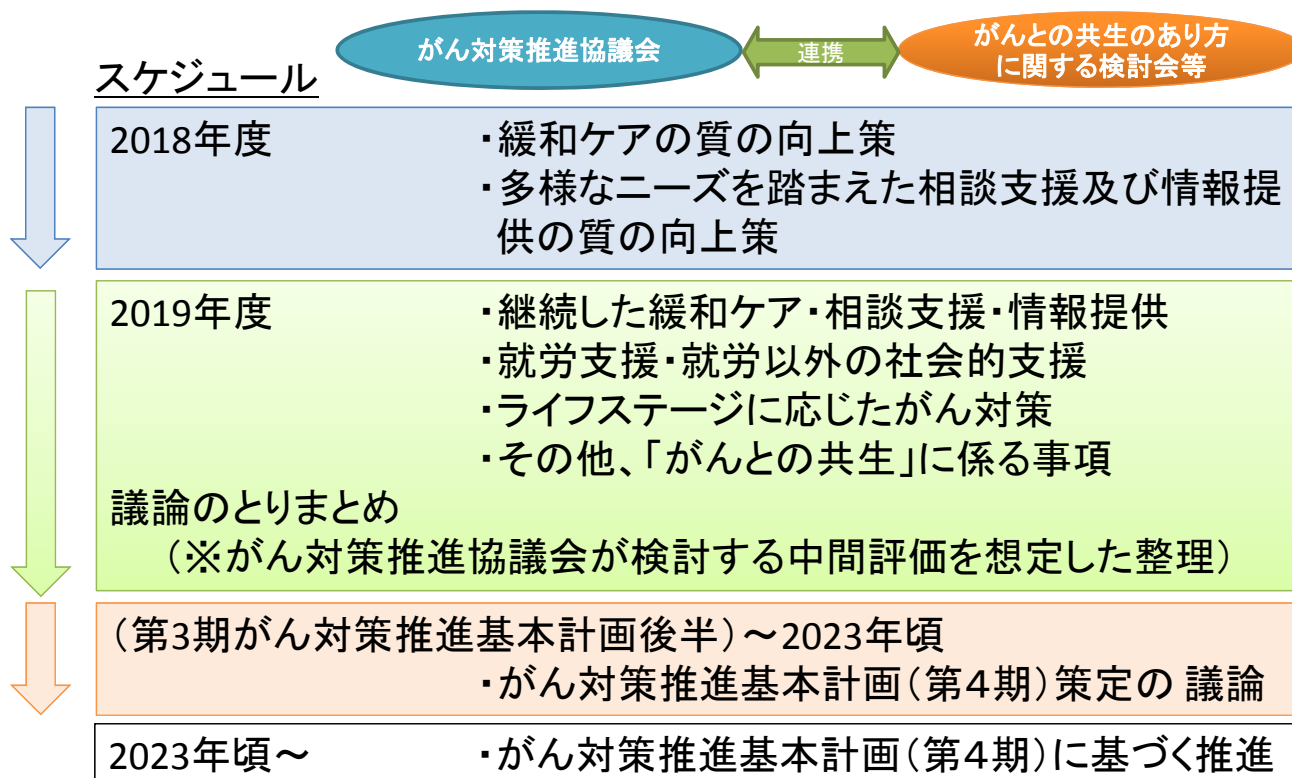 がん対策推進協議会
連携
がんとの共生のあり方
に関する検討会等
スケジュール
2018年度 ・緩和ケアの質の向上策
・多様なニーズを踏まえた相談支援及び情報提
供の質の向上策
2019年度 ・継続した緩和ケア・相談支援・情報提供
・就労支援・就労以外の社会的支援
・ライフステージに応じたがん対策
・その他、「がんとの共生」に係る事項
議論のとりまとめ
（※がん対策推進協議会が検討する中間評価を想定した整理）
（第3期がん対策推進基本計画後半）～2023年頃
・がん対策推進基本計画（第４期）策定の 議論
2023年頃～ ・がん対策推進基本計画（第４期）に基づく推進